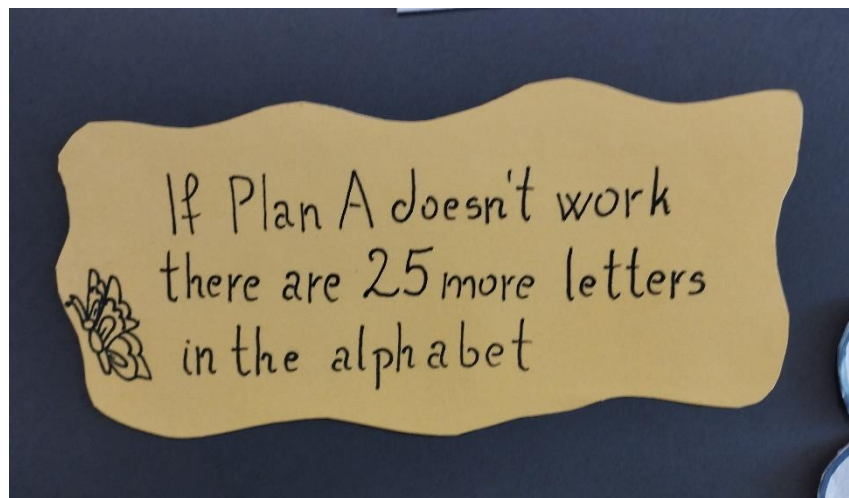 If Plan A doesn't work
there are 25 more letters
in the alphabet